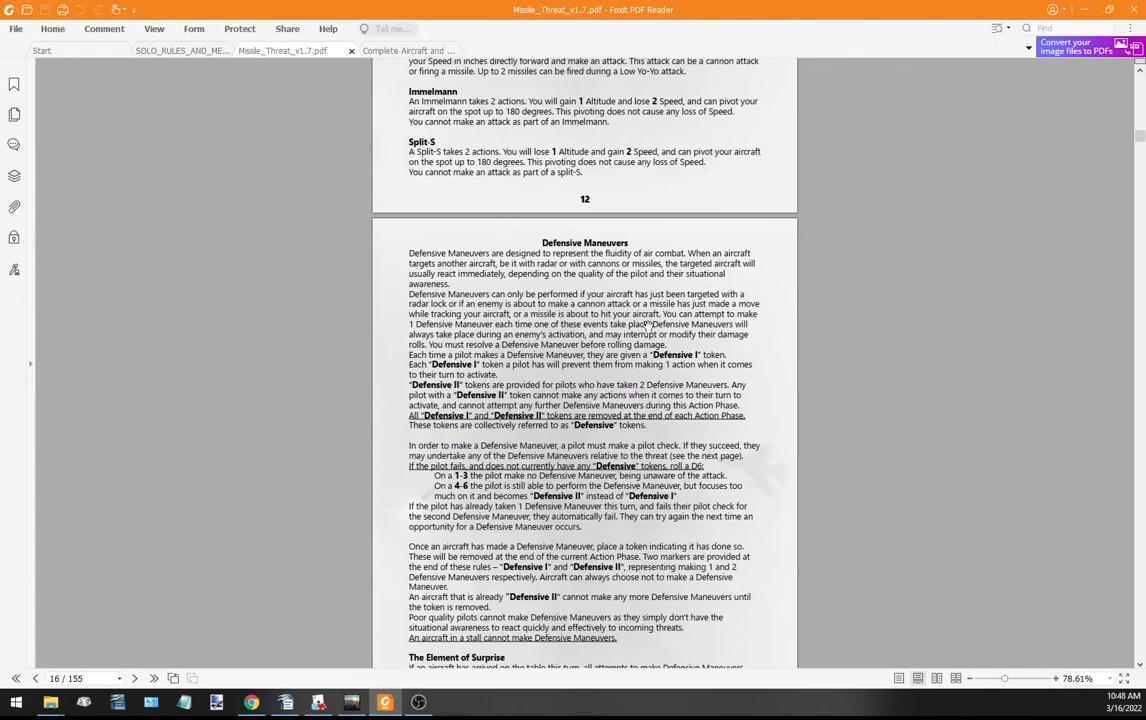 Missile_Threat_v1.7.pdf - Foxit PDF Reader
File Home Comment View Form Protect Share Help Tell me... Find
Start SOLO_RULES_AND_ME... Missile_Threat_v1.7.pdf Complete Aircraft and ...
Convert your
image files to PDFs
your Speed in inches directly forward and make an attack. This attack can be a cannon attack
or firing a missile. Up to 2 missiles can be fired during a Low Yo-Yo attack.
Immelmann
An Immelmann takes 2 actions. You will gain 1 Altitude and lose 2 Speed, and can pivot your
aircraft on the spot up to 180 degrees. This pivoting does not cause any loss of Speed.
You cannot make an attack as part of an Immelmann.
Split-S
A Split-S takes 2 actions. You will lose 1 Altitude and gain 2 Speed, and can pivot your aircraft
on the spot up to 180 degrees. This pivoting does not cause any loss of Speed.
You cannot make an attack as part of a split-S.
12
Defensive Maneuvers
Defensive Maneuvers are designed to represent the fluidity of air combat. When an aircraft
targets another aircraft, be it with radar or with cannons or missiles, the targeted aircraft will
usually react immediately, depending on the quality of the pilot and their situational
awareness.
Defensive Maneuvers can only be performed if your aircraft has just been targeted with a
radar lock or if an enemy is about to make a cannon attack or a missile has just made a move
while tracking your aircraft, or a missile is about to hit your aircraft. You can attempt to make
1 Defensive Maneuver each time one of these events take place. Defensive Maneuvers will
always take place during an enemy's activation, and may interrupt or modify their damage
rolls. You must resolve a Defensive Maneuver before rolling damage.
Each time a pilot makes a Defensive Maneuver, they are given a "Defensive I" token.
Each "Defensive I" token a pilot has will prevent them from making 1 action when it comes
to their turn to activate.
"Defensive II" tokens are provided for pilots who have taken 2 Defensive Maneuvers. Any
pilot with a "Defensive II" token cannot make any actions when it comes to their turn to
activate, and cannot attempt any further Defensive Maneuvers during this Action Phase.
All "Defensive I" and "Defensive II" tokens are removed at the end of each Action Phase.
These tokens are collectively referred to as "Defensive" tokens.
In order to make a Defensive Maneuver, a pilot must make a pilot check. If they succeed, they
may undertake any of the Defensive Maneuvers relative to the threat (see the next page).
If the pilot fails, and does not currently have any "Defensive" tokens, roll a D6:
On a 1-3 the pilot make no Defensive Maneuver, being unaware of the attack.
On a 4-6 the pilot is still able to perform the Defensive Maneuver, but focuses too
much on it and becomes "Defensive II" instead of "Defensive I"
If the pilot has already taken 1 Defensive Maneuver this turn, and fails their pilot check for
the second Defensive Maneuver, they automatically fail. They can try again the next time an
opportunity for a Defensive Maneuver occurs.
Once an aircraft has made a Defensive Maneuver, place a token indicating it has done so.
These will be removed at the end of the current Action Phase. Two markers are provided at
the end of these rules – "Defensive I" and "Defensive II", representing making 1 and 2
Defensive Maneuvers respectively. Aircraft can always choose not to make a Defensive
Maneuver.
An aircraft that is already "Defensive II" cannot make any more Defensive Maneuvers until
the token is removed.
Poor quality pilots cannot make Defensive Maneuvers as they simply don't have the
situational awareness to react quickly and effectively to incoming threats.
An aircraft in a stall cannot make Defensive Maneuvers.
The Element of Surprise
If an aircraft has arrived on the table this turn, all attempts to make Defensive Maneuvers
16 / 155
78.61%
10:48 AM
3/16/2022